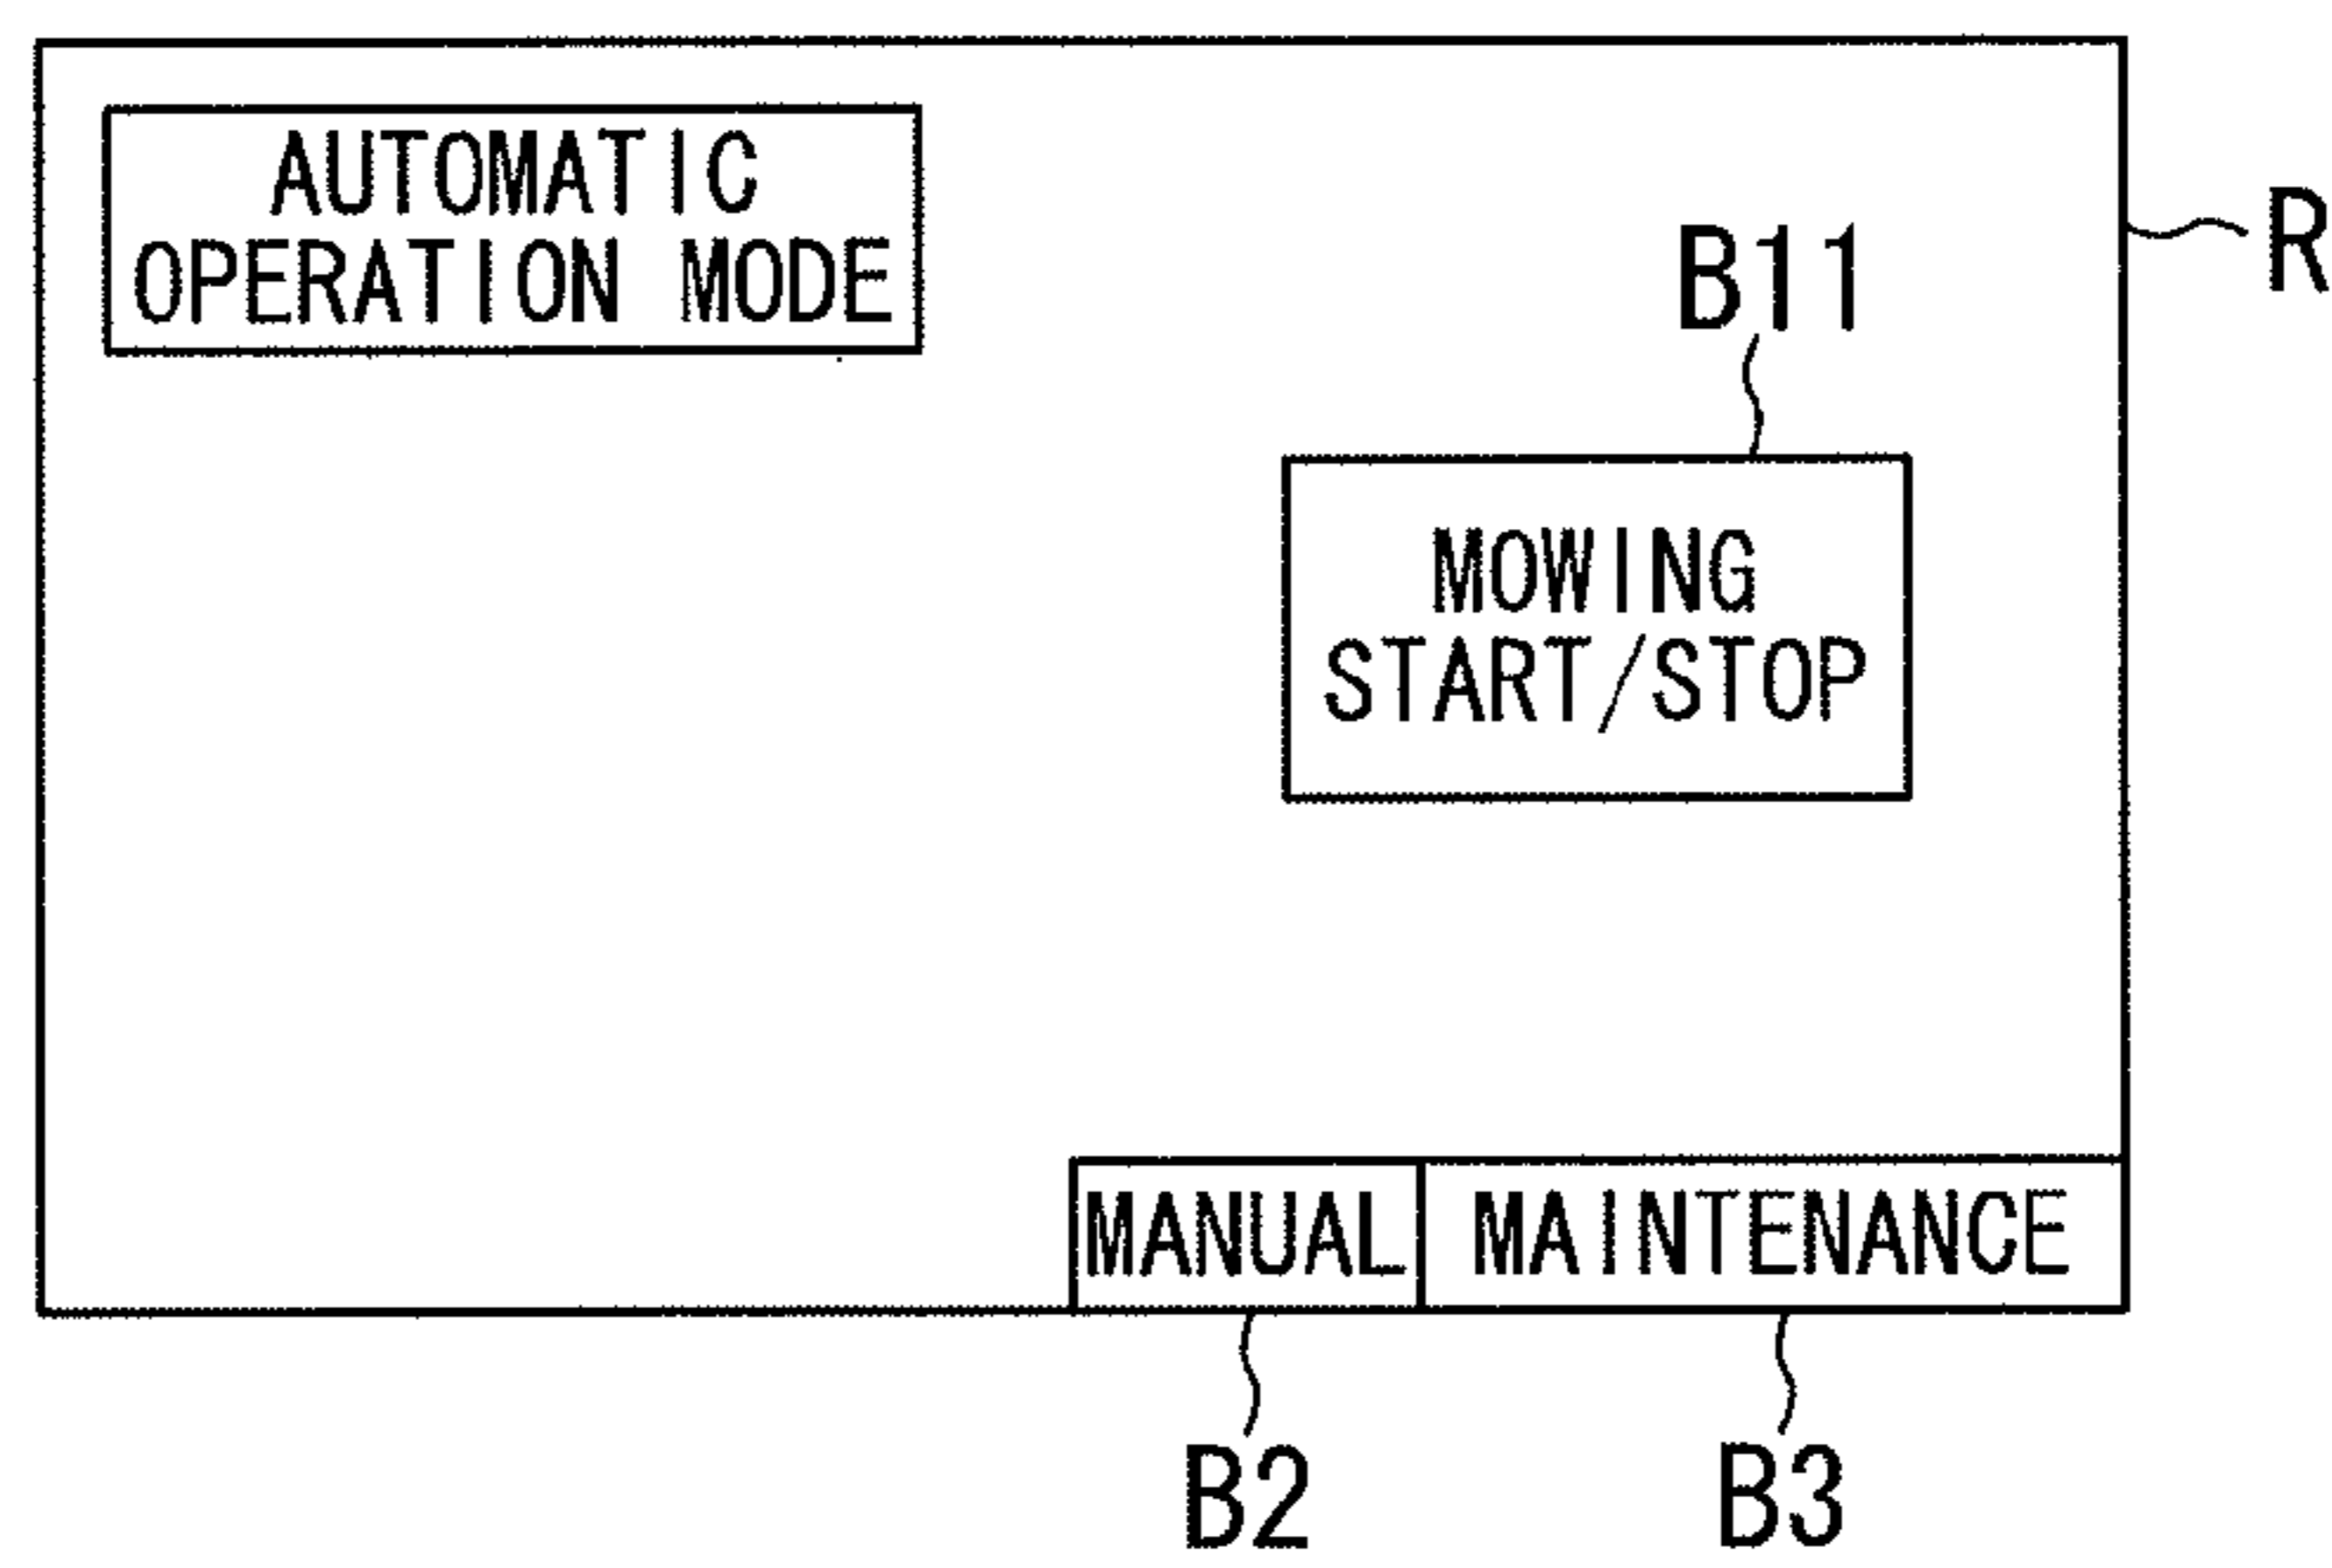 AUTOMATIC
OPERATION MODE
R
B11
MOWING
START/STOP
MANUAL
MAINTENANCE
B2
B3